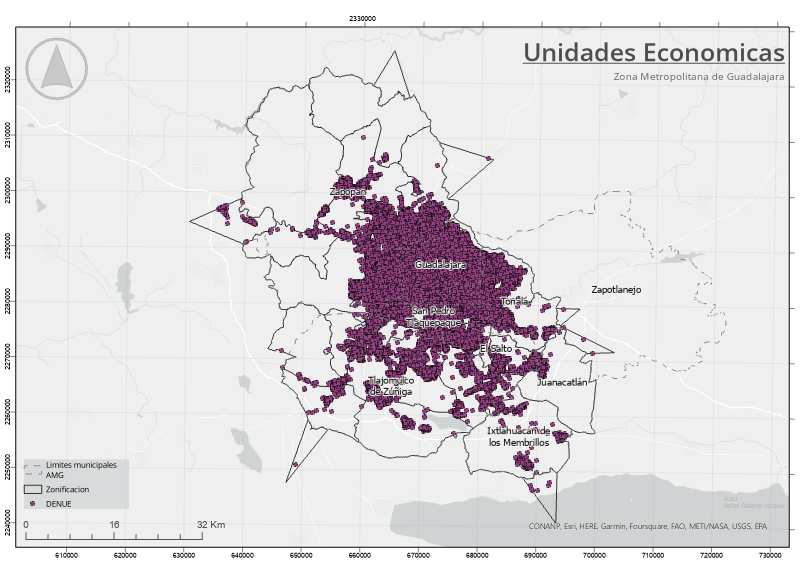 2330000
Unidades Economicas
Zona Metropolitana de Guadalajara
2320000
2310000
2300000
2290000
2280000
2270000
2260000
2250000
2240000
Zapopan
Guadalajara
Zapotlanejo
Tonalá
San Pedro
Tlaquepaque
El Salto
Tlajomulco
de Zúñiga
Juanacatlán
Ixtlahuacán de
los Membrillos
Limites municipales
AMG
Zonificacion
DENUE
0 16 32 Km
CONANP, Esri, HERE, Garmin, Foursquare, FAO, METI/NASA, USGS, EPA
610000 620000 630000 640000 650000 660000 670000 680000 690000 700000 710000 720000 730000